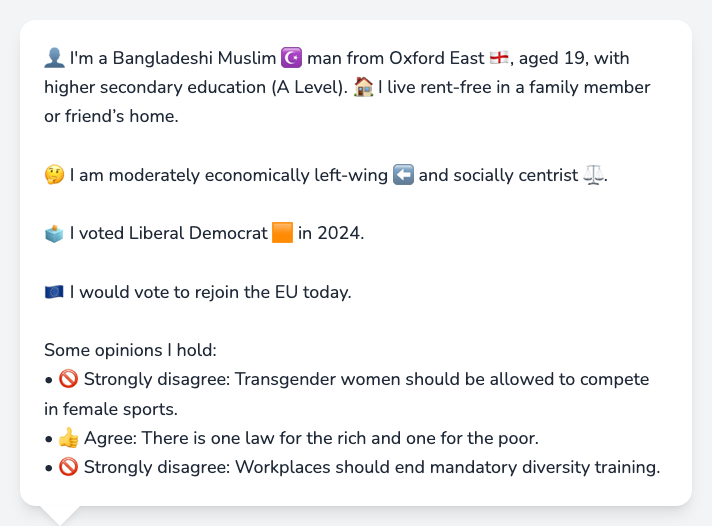 👤 I'm a Bangladeshi Muslim ☪️ man from Oxford East 🏴󠁧󠁢󠁥󠁮󠁧󠁿, aged 19, with
higher secondary education (A Level). 🏠 I live rent-free in a family member
or friend’s home.
🤔 I am moderately economically left-wing ⬅️ and socially centrist ⚖️.
🗳️ I voted Liberal Democrat 🟧 in 2024.
🇪🇺 I would vote to rejoin the EU today.
Some opinions I hold:
• 🚫 Strongly disagree: Transgender women should be allowed to compete
in female sports.
• 👍 Agree: There is one law for the rich and one for the poor.
• 🚫 Strongly disagree: Workplaces should end mandatory diversity training.